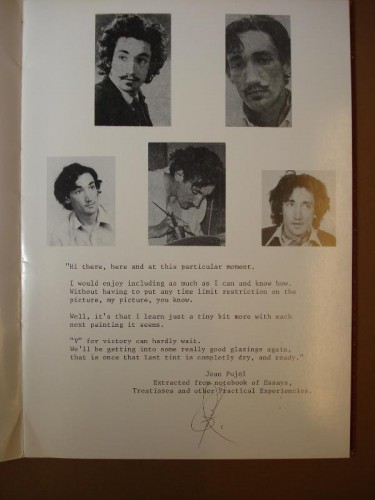 "Hi there, here and at this particular moment.
I would enjoy including as much as I can and know how.
Without having to put any time limit restriction on the
picture, my picture, you know.
Well, it's that I learn just a tiny bit more with each
next painting it seems.
"V" for victory can hardly wait.
We'll be getting into some really good glazings again,
that is once that last tint is completly dry, and ready."
Joan Pujol
Extracted from notebook of Essays,
Treatisses and other Practical Experiencies.